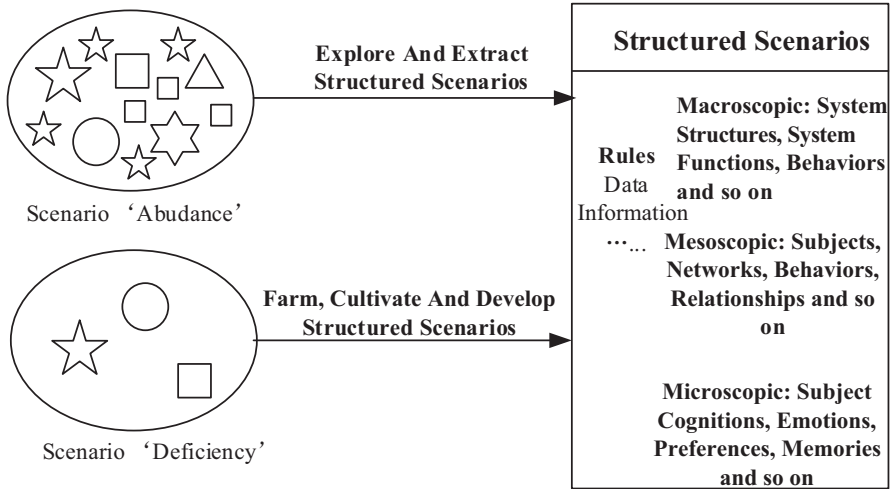 Explore And Extract
Structured Scenarios
Scenario ‘Abudance’
Farm, Cultivate And Develop
Structured Scenarios
Scenario ‘Deficiency’
Structured Scenarios
Rules
Data
Information
…...
Macroscopic: System
Structures, System
Functions, Behaviors
and so on
Mesoscopic: Subjects,
Networks, Behaviors,
Relationships and so
on
Microscopic: Subject
Cognitions, Emotions,
Preferences, Memories
and so on